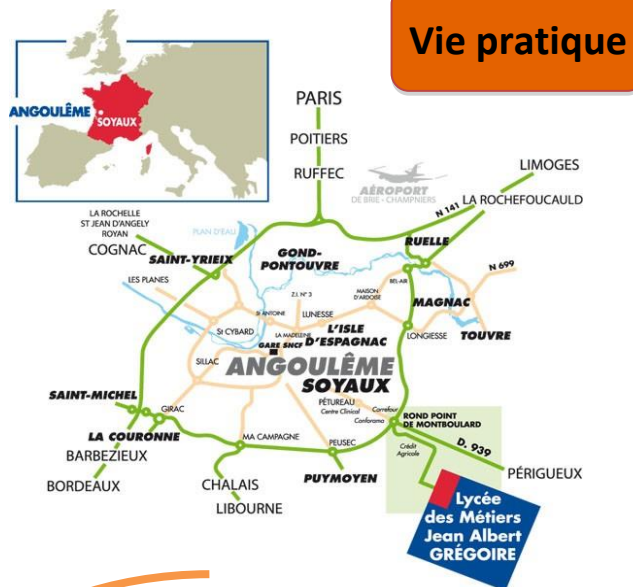 Vie pratique
ANGOULÊME
SOYAUX
PARIS
POITIERS
RUFFEC
AÉROPORT
DE BRIE - CHAMPNIERS
LIMOGES
LA ROCHEFOUCAULD
N 141
LA ROCHELLE
ST JEAN D'ANGELY
ROYAN
COGNAC
PLAN D'EAU
SAINT-YRIEIX
GOND-
PONTOUVRE
RUELLE
N 699
LES PLANES
BEL-AIR
MAISON
D'ARDOISE
MAGNAC
Z.I. N° 3
ST ANTOINE
LUNESSE
TOUVRE
ST CYBARD
LA MADELEINE
L'ISLE
D'ESPAGNAC
LONGIESSE
GARE SNCF
SILLAC
ANGOULÊME
SOYAUX
SAINT-MICHEL
GIRAC
PÉTUREAU
Centre Clinical
Carrefour
Conforama
ROND POINT
DE MONTBOULARD
LA COURONNE
BARBEZIEUX
BORDEAUX
MA CAMPAGNE
PEUSEC
Crédit
Agricole
D. 939
PÉRIGUEUX
CHALAIS
LIBOURNE
PUYMOYEN
Lycée
des Métiers
Jean Albert
GRÉGOIRE